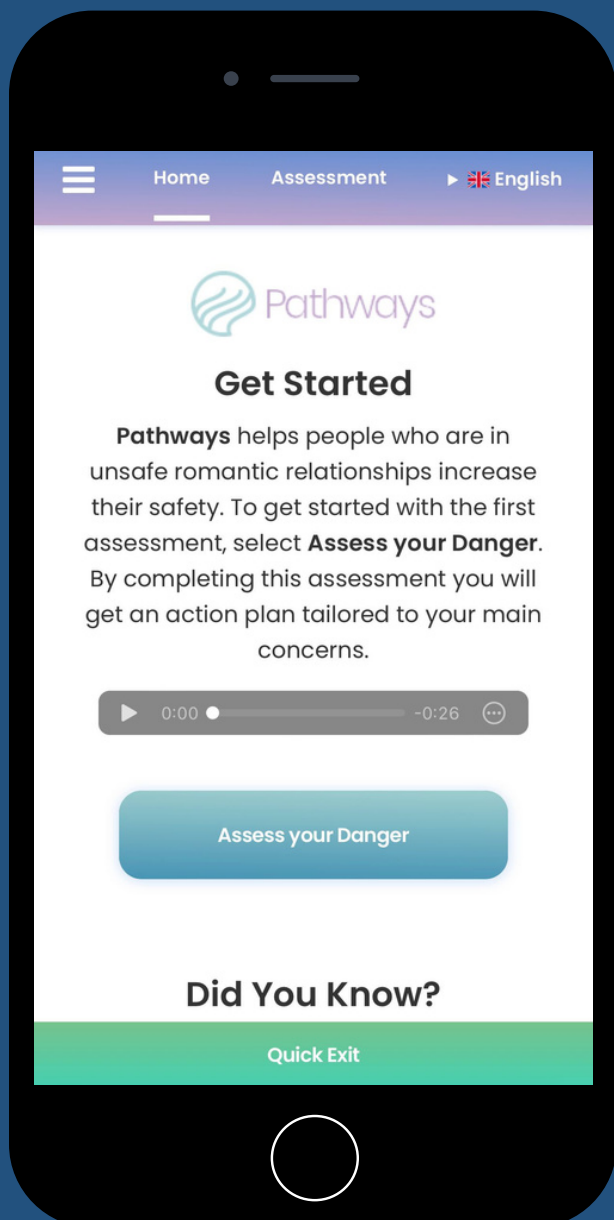 Home Assessment English
Pathways
Get Started
Pathways helps people who are in
unsafe romantic relationships increase
their safety. To get started with the first
assessment, select Assess your Danger.
By completing this assessment you will
get an action plan tailored to your main
concerns.
0:00 -0:26
Assess your Danger
Did You Know?
Quick Exit